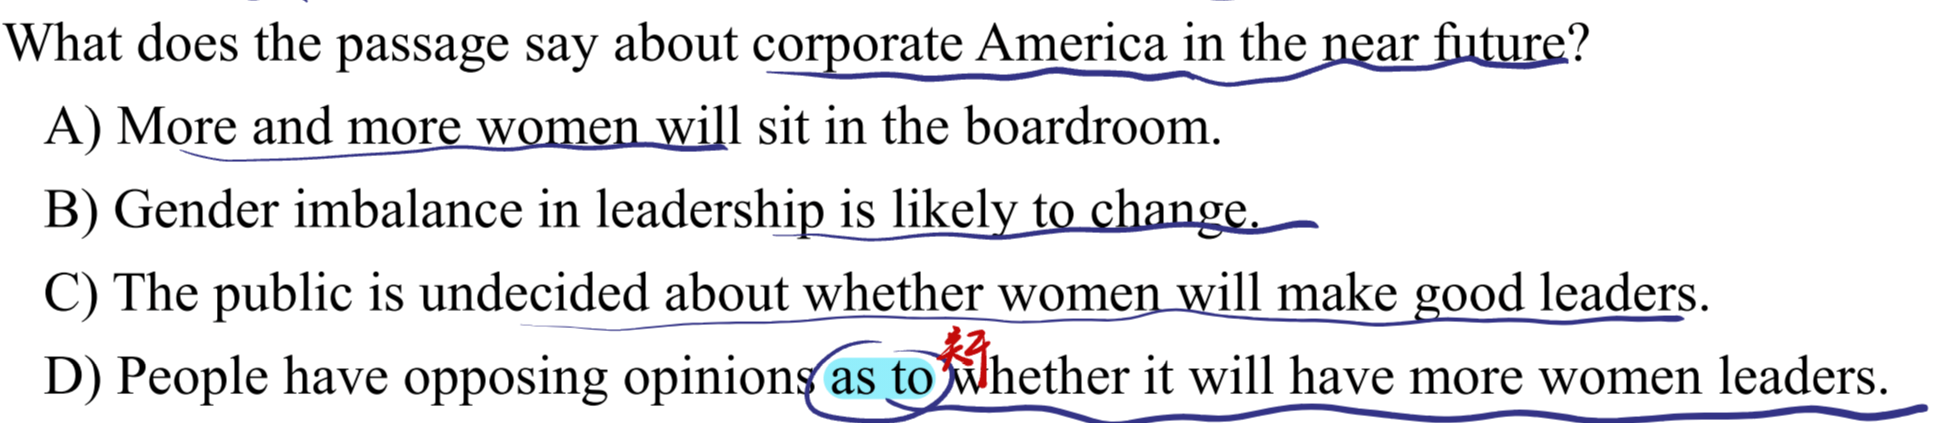 What does the passage say about corporate America in the near future?
A) More and more women will sit in the boardroom.
B) Gender imbalance in leadership is likely to change.
C) The public is undecided about whether women will make good leaders.
D) People have opposing opinions as to whether it will have more women leaders.